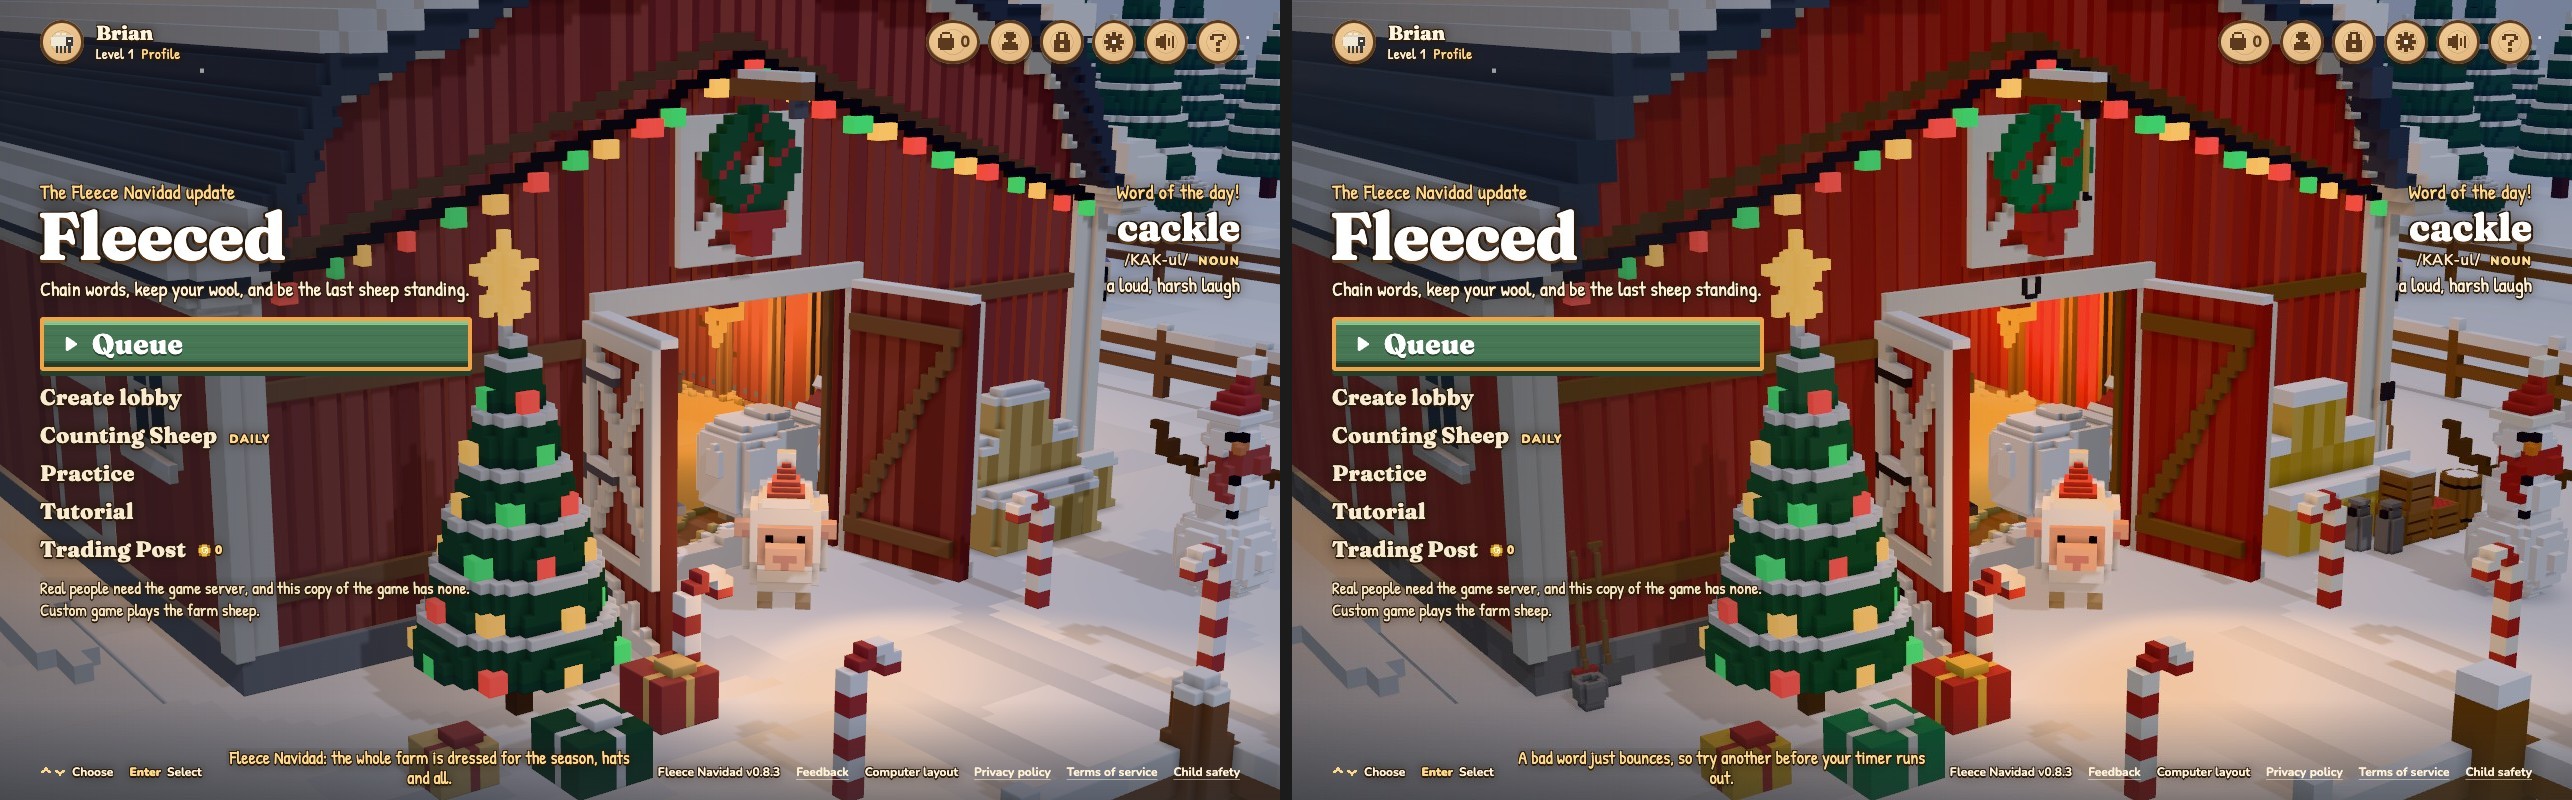 Brian
Level 1 Profile
0
The Fleece Navidad update
Fleeced
Chain words, keep your wool, and be the last sheep standing.
Queue
Create lobby
Counting Sheep DAILY
Practice
Tutorial
Trading Post 0
Real people need the game server, and this copy of the game has none.
Custom game plays the farm sheep.
Word of the day!
cackle
/KAK-ul/ NOUN
a loud, harsh laugh
Choose Enter Select
Fleece Navidad: the whole farm is dressed for the season, hats
and all.
Fleece Navidad v0.8.3 Feedback Computer layout Privacy policy Terms of service Child safety
Brian
Level 1 Profile
0
The Fleece Navidad update
Fleeced
Chain words, keep your wool, and be the last sheep standing.
Queue
Create lobby
Counting Sheep DAILY
Practice
Tutorial
Trading Post 0
Real people need the game server, and this copy of the game has none.
Custom game plays the farm sheep.
Word of the day!
cackle
/KAK-ul/ NOUN
a loud, harsh laugh
Choose Enter Select
A bad word just bounces, so try another before your timer runs
out.
Fleece Navidad v0.8.3 Feedback Computer layout Privacy policy Terms of service Child safety